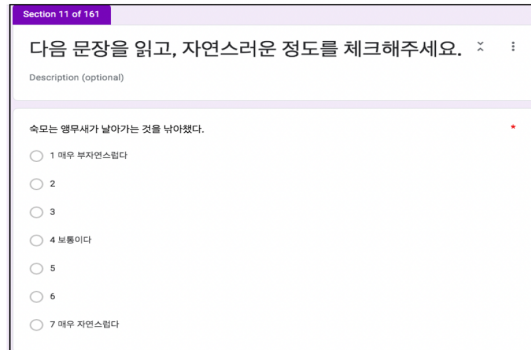 Section 11 of 161
다음 문장을 읽고, 자연스러운 정도를 체크해주세요.
Description (optional)
숙모는 앵무새가 날아가는 것을 낚아챘다. *
1 매우 부자연스럽다
2
3
4 보통이다
5
6
7 매우 자연스럽다